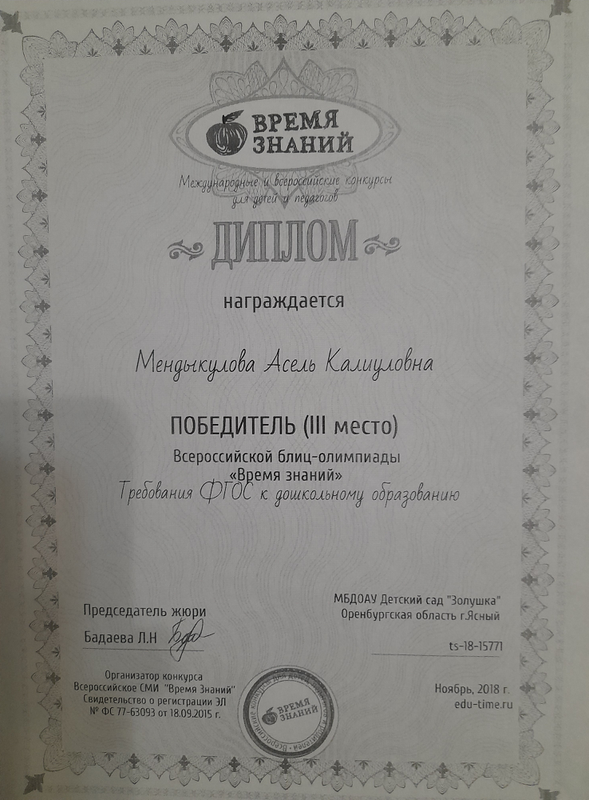 ВРЕМЯ
ЗНАНИЙ
Международные и всероссийские конкурсы
для детей и педагогов
ДИПЛОМ
награждается
Мендыкулова Асель Калиуловна
ПОБЕДИТЕЛЬ (III место)
Всероссийской блиц-олимпиады
«Время знаний»
Требования ФГОС к дошкольному образованию
Председатель жюри
Бадаева Л.Н
МБДОАУ Детский сад "Золушка"
Оренбургская область г.Ясный
ts-18-15771
Организатор конкурса
Всероссийское СМИ "Время Знаний"
Свидетельство о регистрации ЭЛ
№ ФС 77-63093 от 18.09.2015 г.
ВРЕМЯ
ЗНАНИЙ
Ноябрь, 2018 г.
edu-time.ru